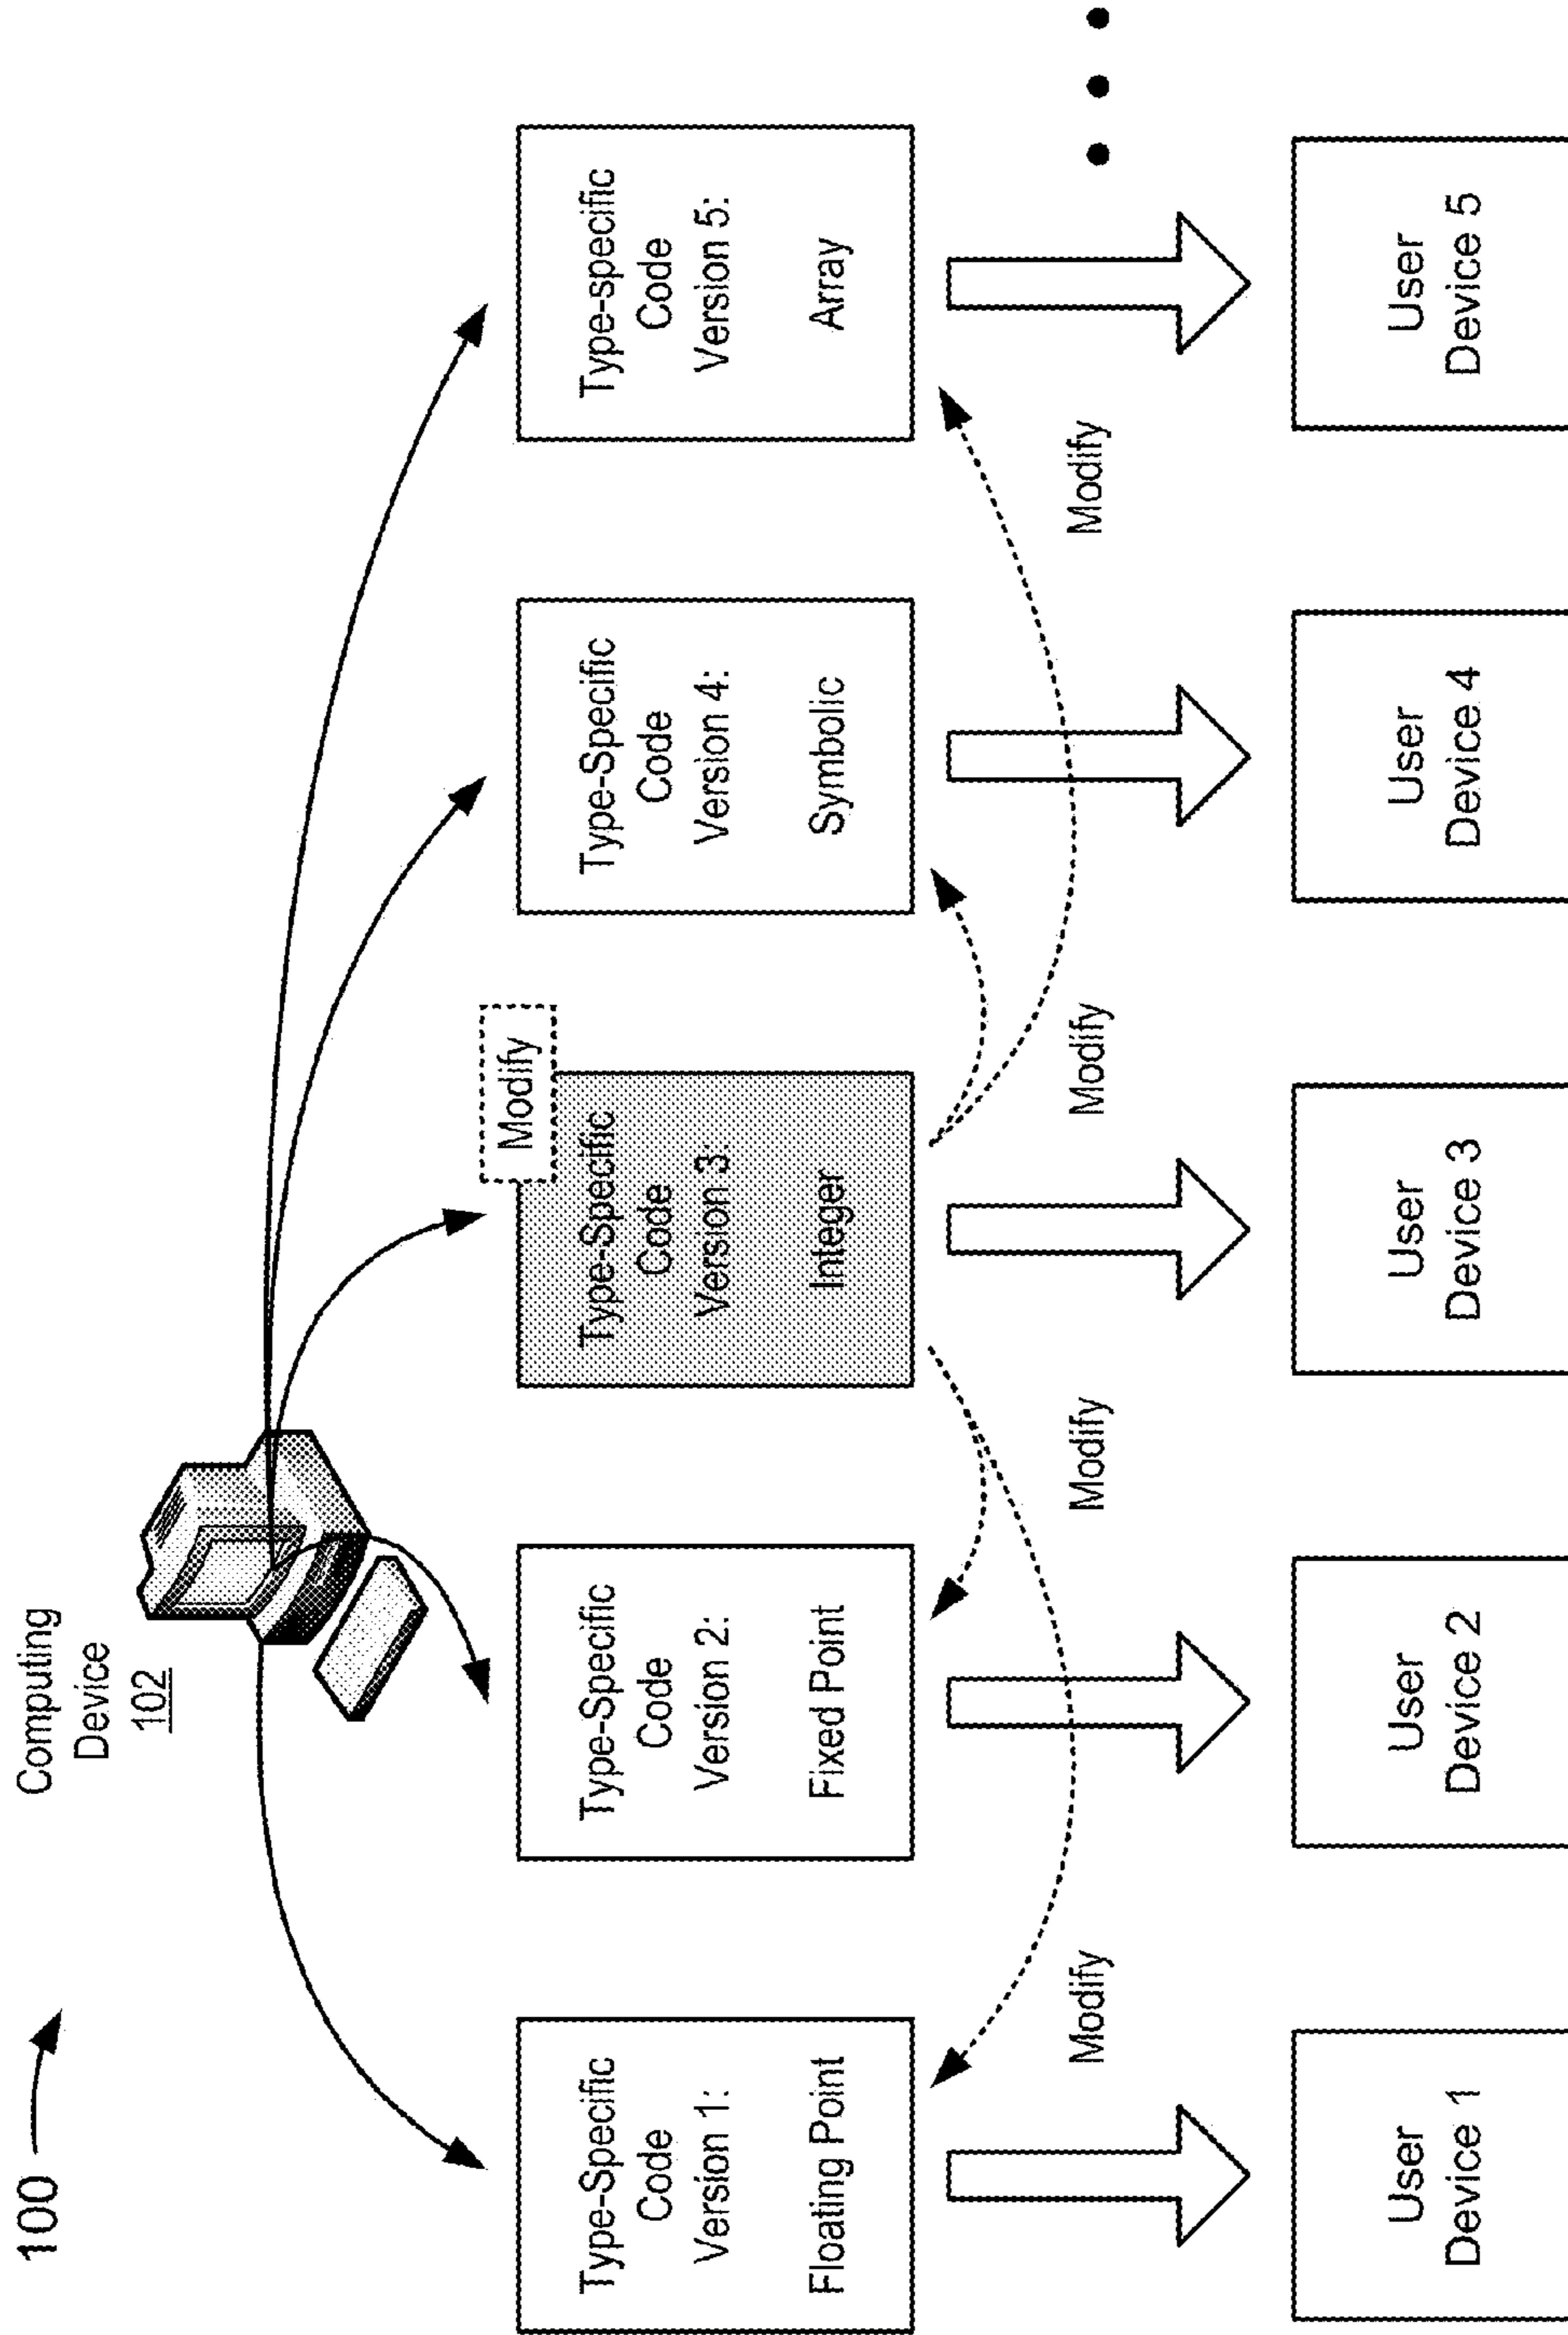 100
Computing
Device
102
Type-Specific
Code
Version 1:
Floating Point
Type-Specific
Code
Version 2:
Fixed Point
Modify
Type-Specific
Code
Version 3:
Integer
Type-Specific
Code
Version 4:
Symbolic
Type-specific
Code
Version 5:
Array
Modify
Modify
Modify
Modify
User
Device 1
User
Device 2
User
Device 3
User
Device 4
User
Device 5